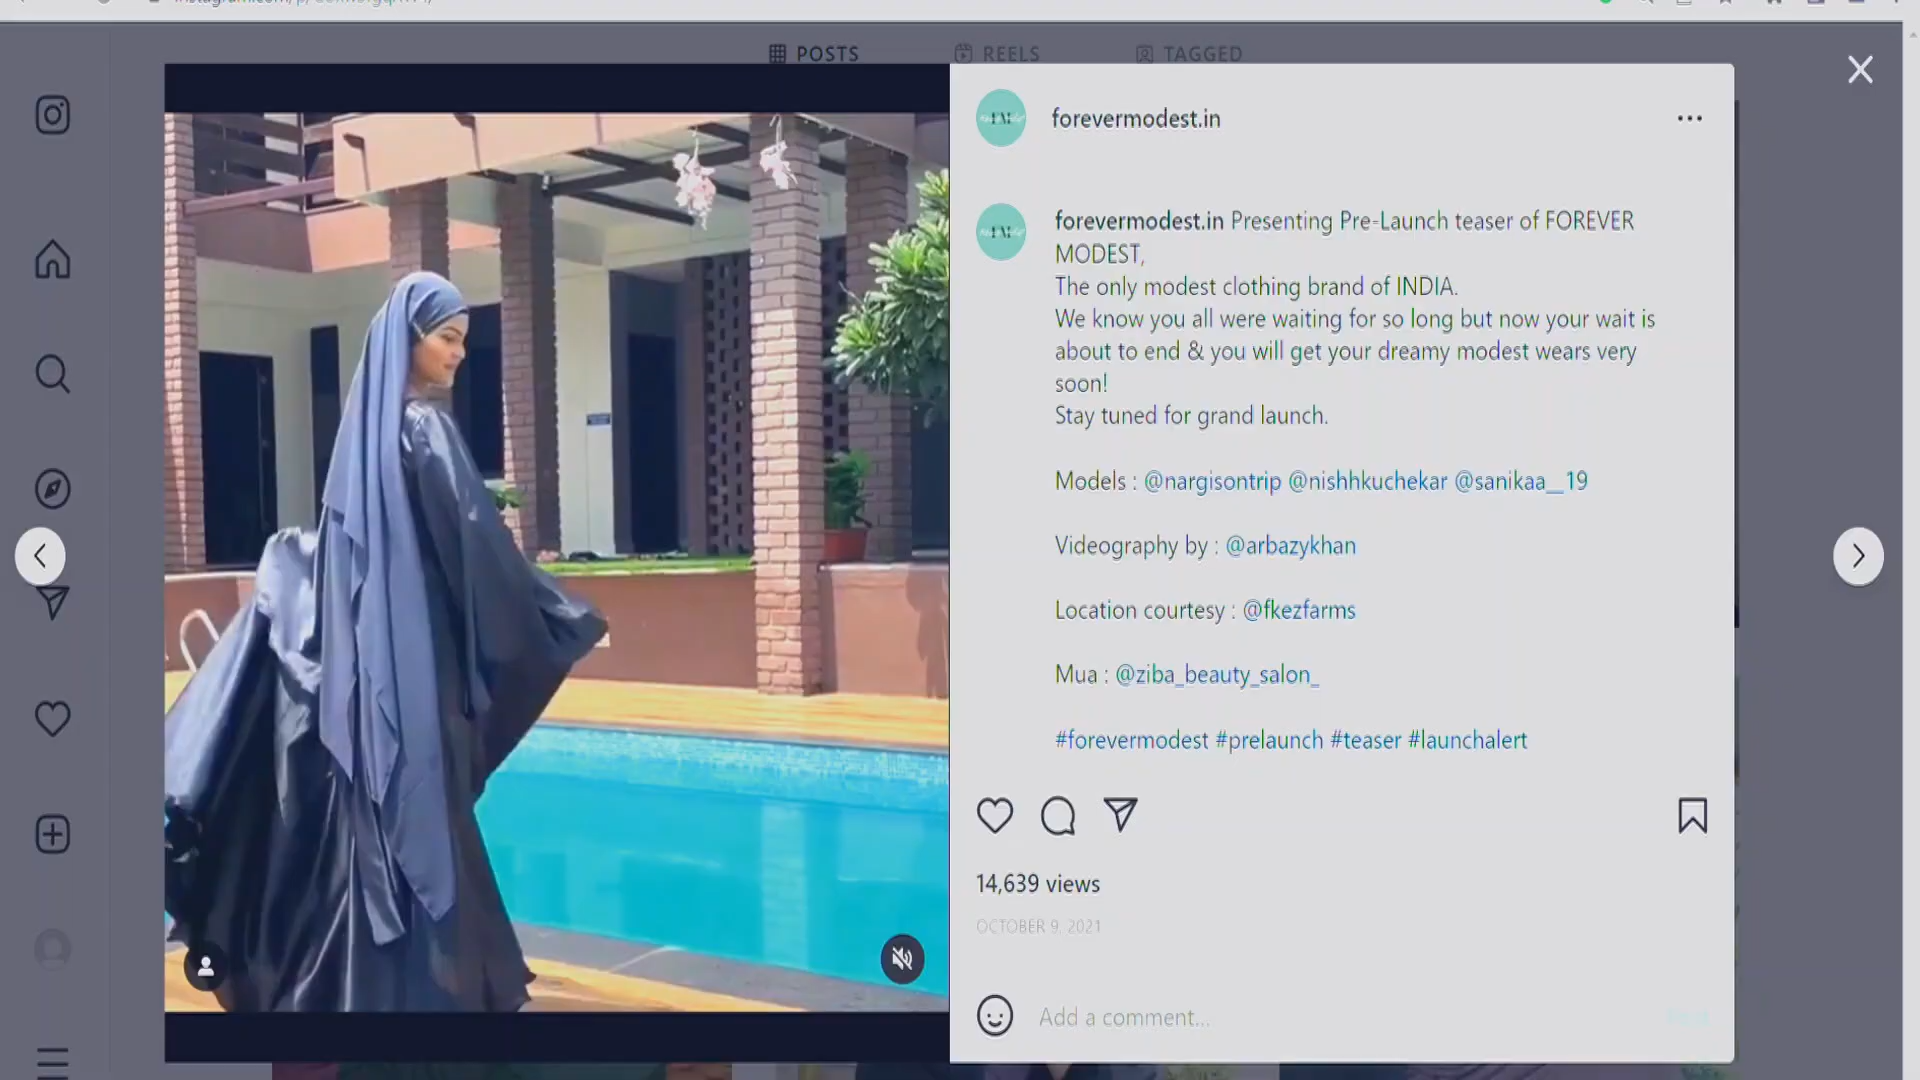 POSTS REELS TAGGED
forevermodest.in
forevermodest.in Presenting Pre-Launch teaser of FOREVER
MODEST,
The only modest clothing brand of INDIA.
We know you all were waiting for so long but now your wait is
about to end & you will get your dreamy modest wears very
soon!
Stay tuned for grand launch.
Models : @nargisontrip @nishhkuchekar @sanikaa__19
Videography by : @arbazykhan
Location courtesy : @fkezfarms
Mua : @ziba_beauty_salon_
#forevermodest #prelaunch #teaser #launchalert
14,639 views
OCTOBER 9, 2021
Add a comment...